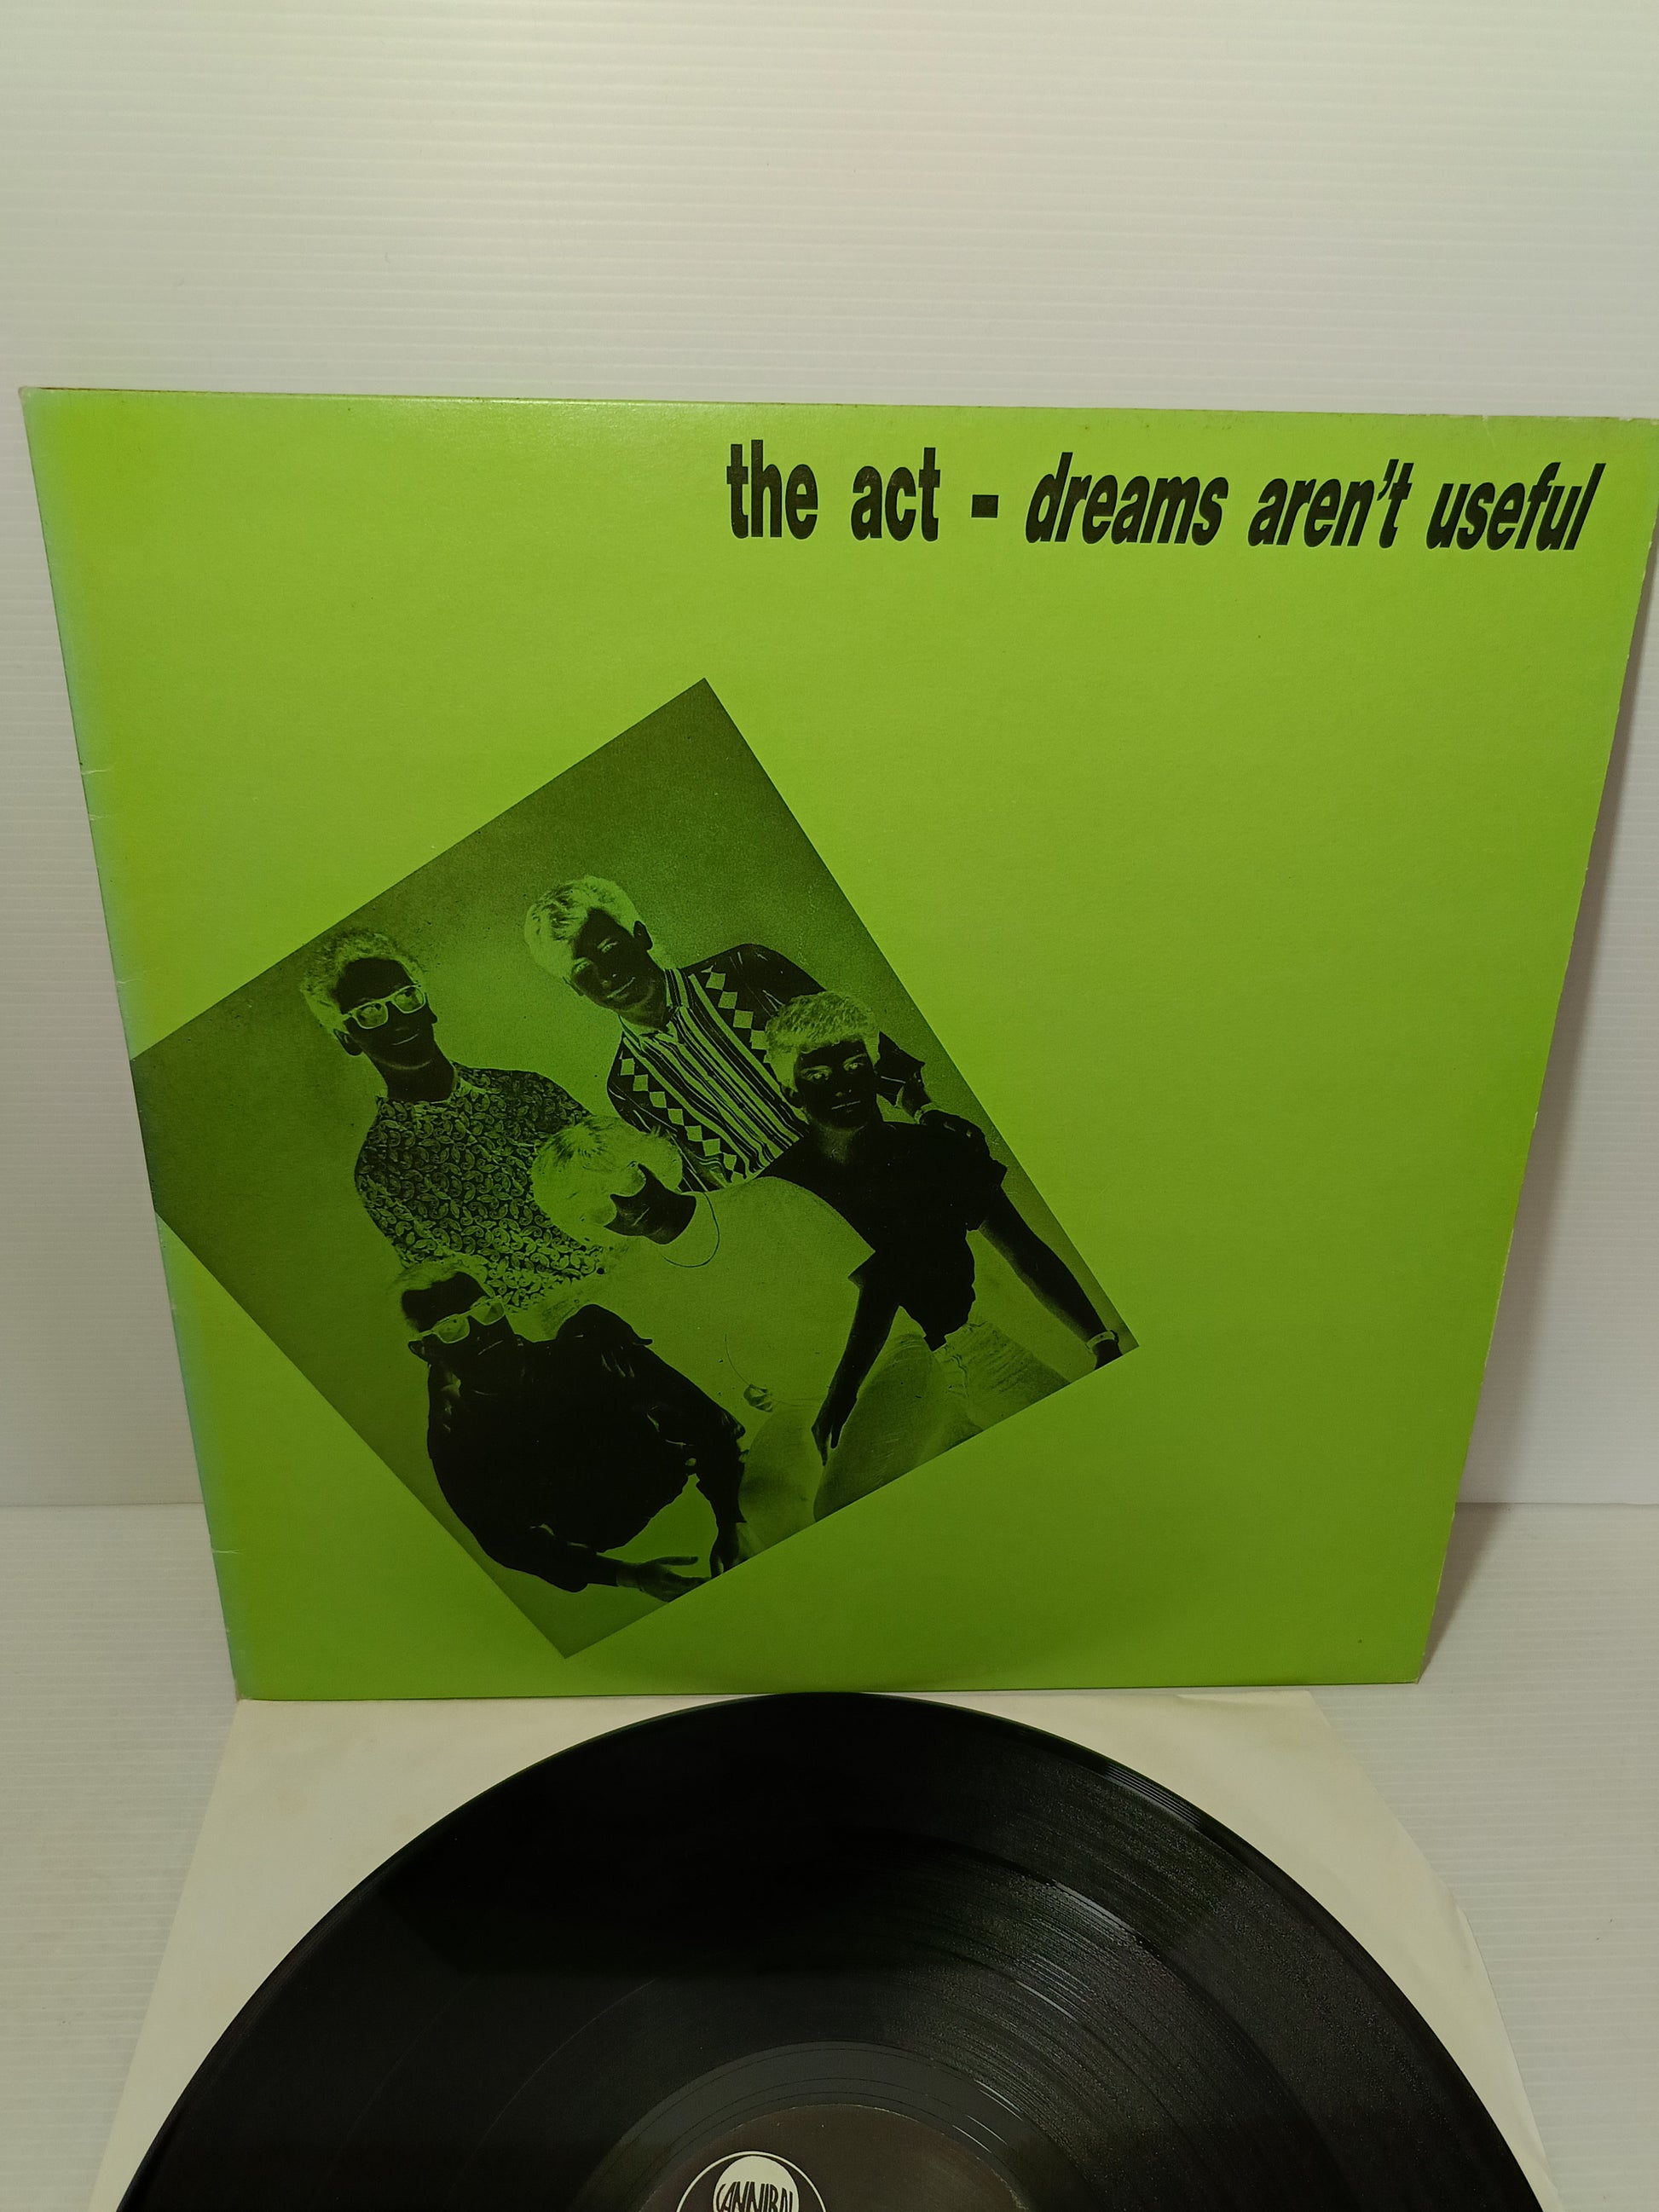 the act - dreams aren't useful
CANNIBAL